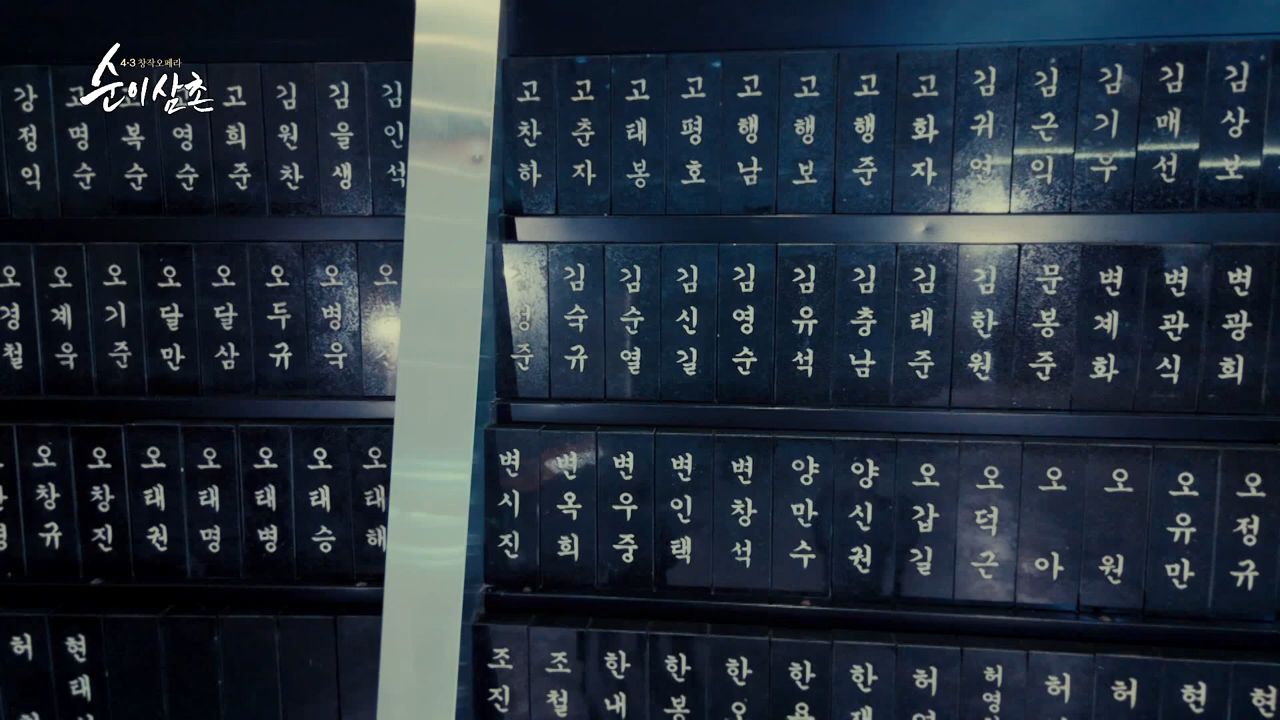 4·3 창작오페라
순이삼촌
강정익
고명순
고복순
고영순
고희준
김원찬
김을생
김인석
오경철
오계욱
오기준
오달만
오달삼
오두규
오병욱
오창규
오창진
오태권
오태명
오태병
오태승
오태해
고찬하
고춘자
고태봉
고평호
고행남
고행보
고행준
고화자
김귀연
김근익
김기우
김매선
김상보
김숙규
김순열
김신길
김영순
김유석
김충남
김태준
김한원
문봉준
변계화
변관식
변광희
변시진
변옥희
변우중
변인택
변창석
양만수
양신권
오갑길
오덕근
오 아
오 원
오유만
오정규